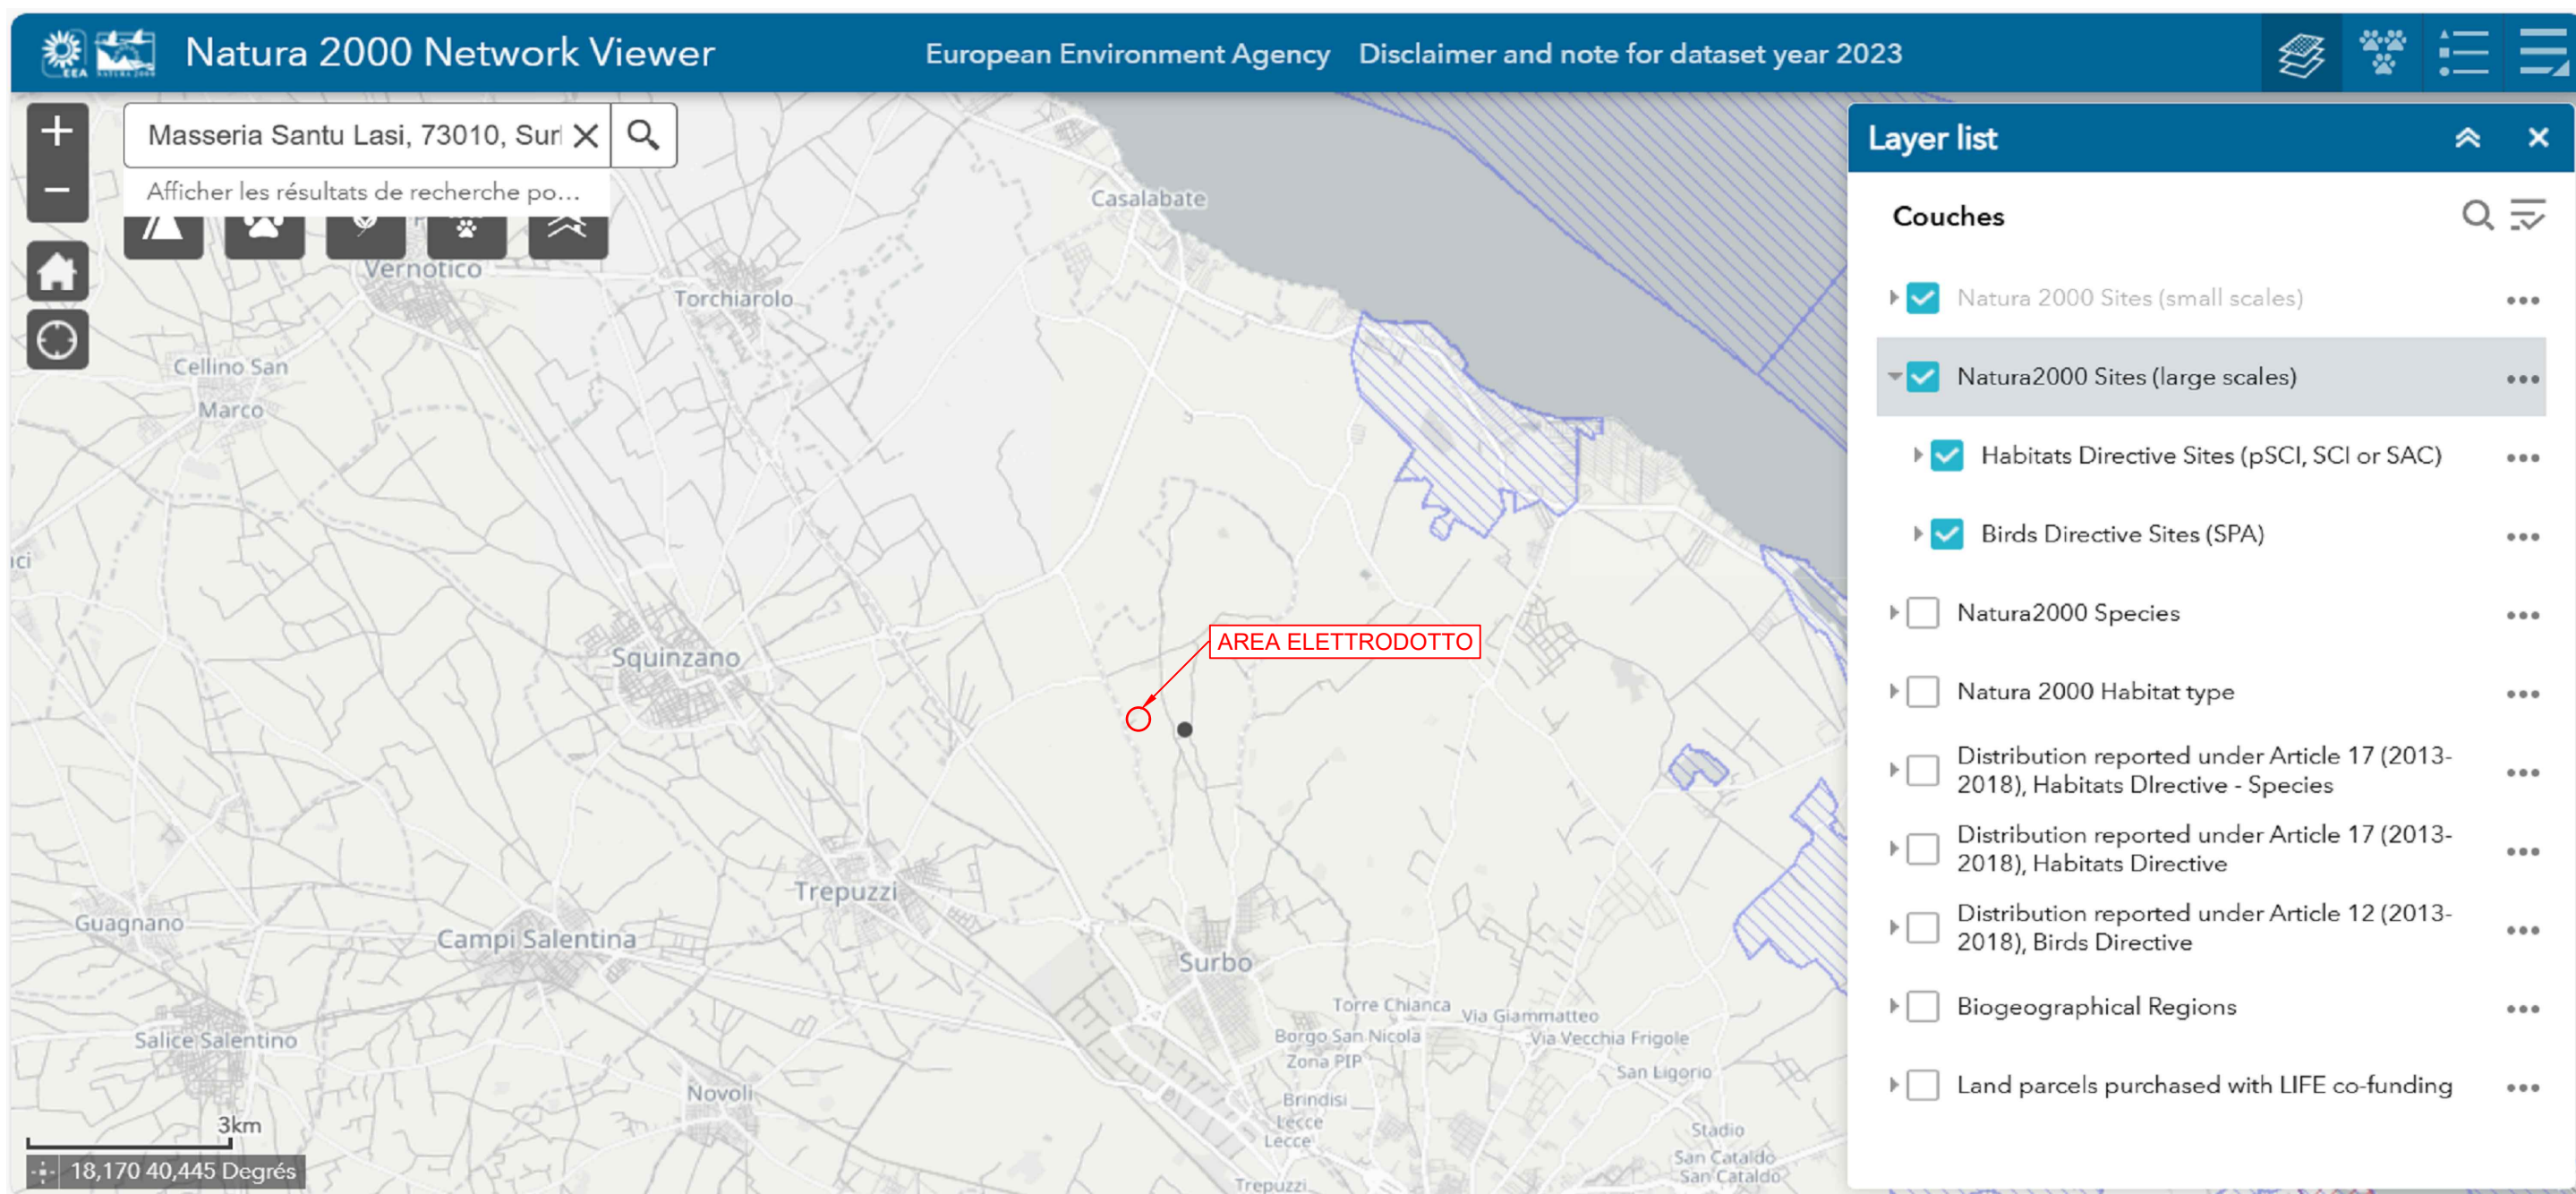 EEA
NATURA 2000
Natura 2000 Network Viewer
European Environment Agency
Disclaimer and note for dataset year 2023
Masseria Santu Lasi, 73010, Sur
Afficher les résultats de recherche po...
Casalabate
Vernotico
Torchiarolo
Cellino San
Marco
Squinzano
AREA ELETTRODOTTO
Trepuzzi
Guagnano
Campi Salentina
Surbo
Torre Chianca
Via Giammatteo
Borgo San Nicola
Zona PIP
Via Vecchia Frigole
San Ligorio
Salice Salentino
Novoli
Brindisi
Lecce
Lecce
Stadio
San Cataldo
San Cataldo
Trepuzzi
3km
18,170 40,445 Degrés
Layer list
Couches
Natura 2000 Sites (small scales)
Natura2000 Sites (large scales)
Habitats Directive Sites (pSCI, SCI or SAC)
Birds Directive Sites (SPA)
Natura2000 Species
Natura 2000 Habitat type
Distribution reported under Article 17 (2013-
2018), Habitats DIrective - Species
Distribution reported under Article 17 (2013-
2018), Habitats Directive
Distribution reported under Article 12 (2013-
2018), Birds Directive
Biogeographical Regions
Land parcels purchased with LIFE co-funding